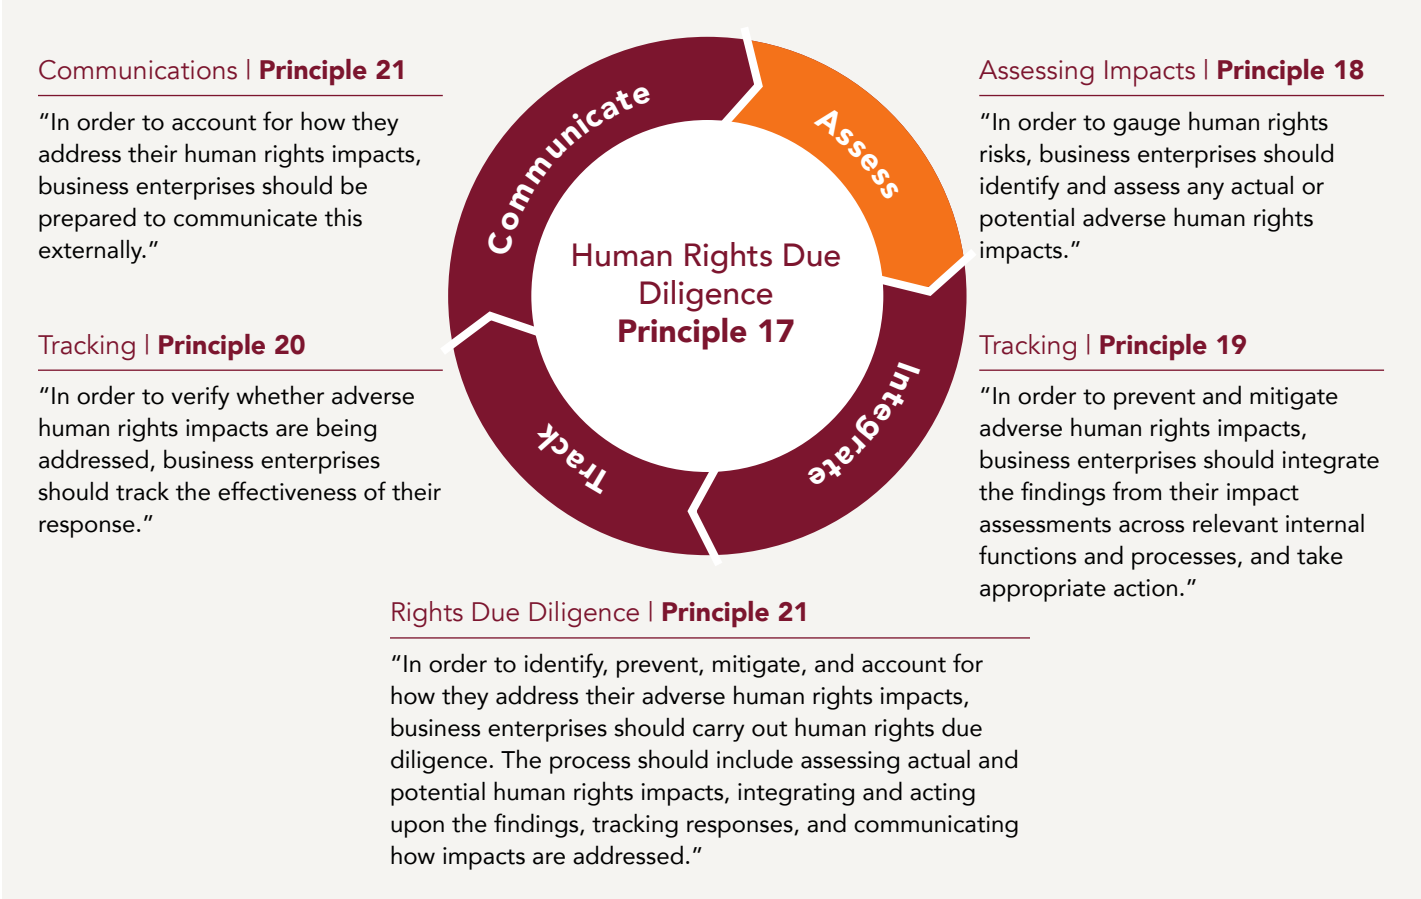 Communications | Principle 21
“In order to account for how they
address their human rights impacts,
business enterprises should be
prepared to communicate this
externally.”
Tracking | Principle 20
“In order to verify whether adverse
human rights impacts are being
addressed, business enterprises
should track the effectiveness of their
response.”
Communicate
Assess
Integrate
Track
Human Rights Due
Diligence
Principle 17
Assessing Impacts | Principle 18
“In order to gauge human rights
risks, business enterprises should
identify and assess any actual or
potential adverse human rights
impacts.”
Tracking | Principle 19
“In order to prevent and mitigate
adverse human rights impacts,
business enterprises should integrate
the findings from their impact
assessments across relevant internal
functions and processes, and take
appropriate action.”
Rights Due Diligence | Principle 21
“In order to identify, prevent, mitigate, and account for
how they address their adverse human rights impacts,
business enterprises should carry out human rights due
diligence. The process should include assessing actual and
potential human rights impacts, integrating and acting
upon the findings, tracking responses, and communicating
how impacts are addressed.”